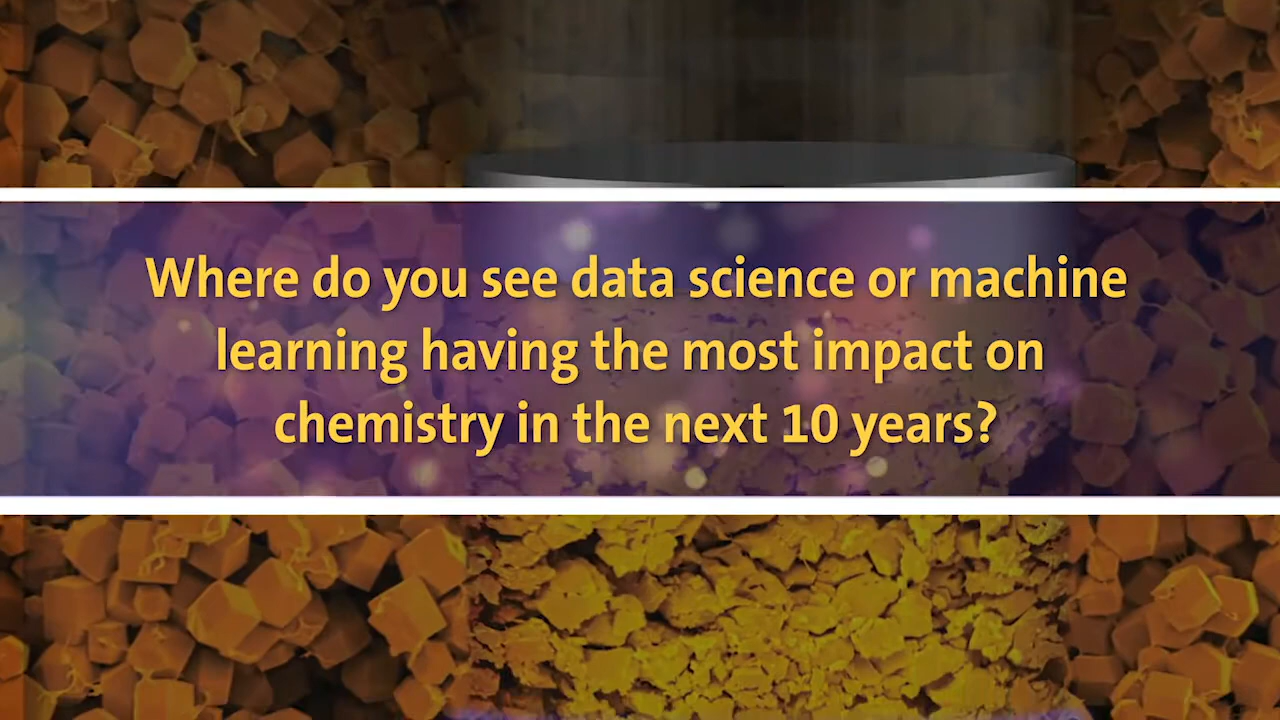 Where do you see data science or machine
learning having the most impact on
chemistry in the next 10 years?